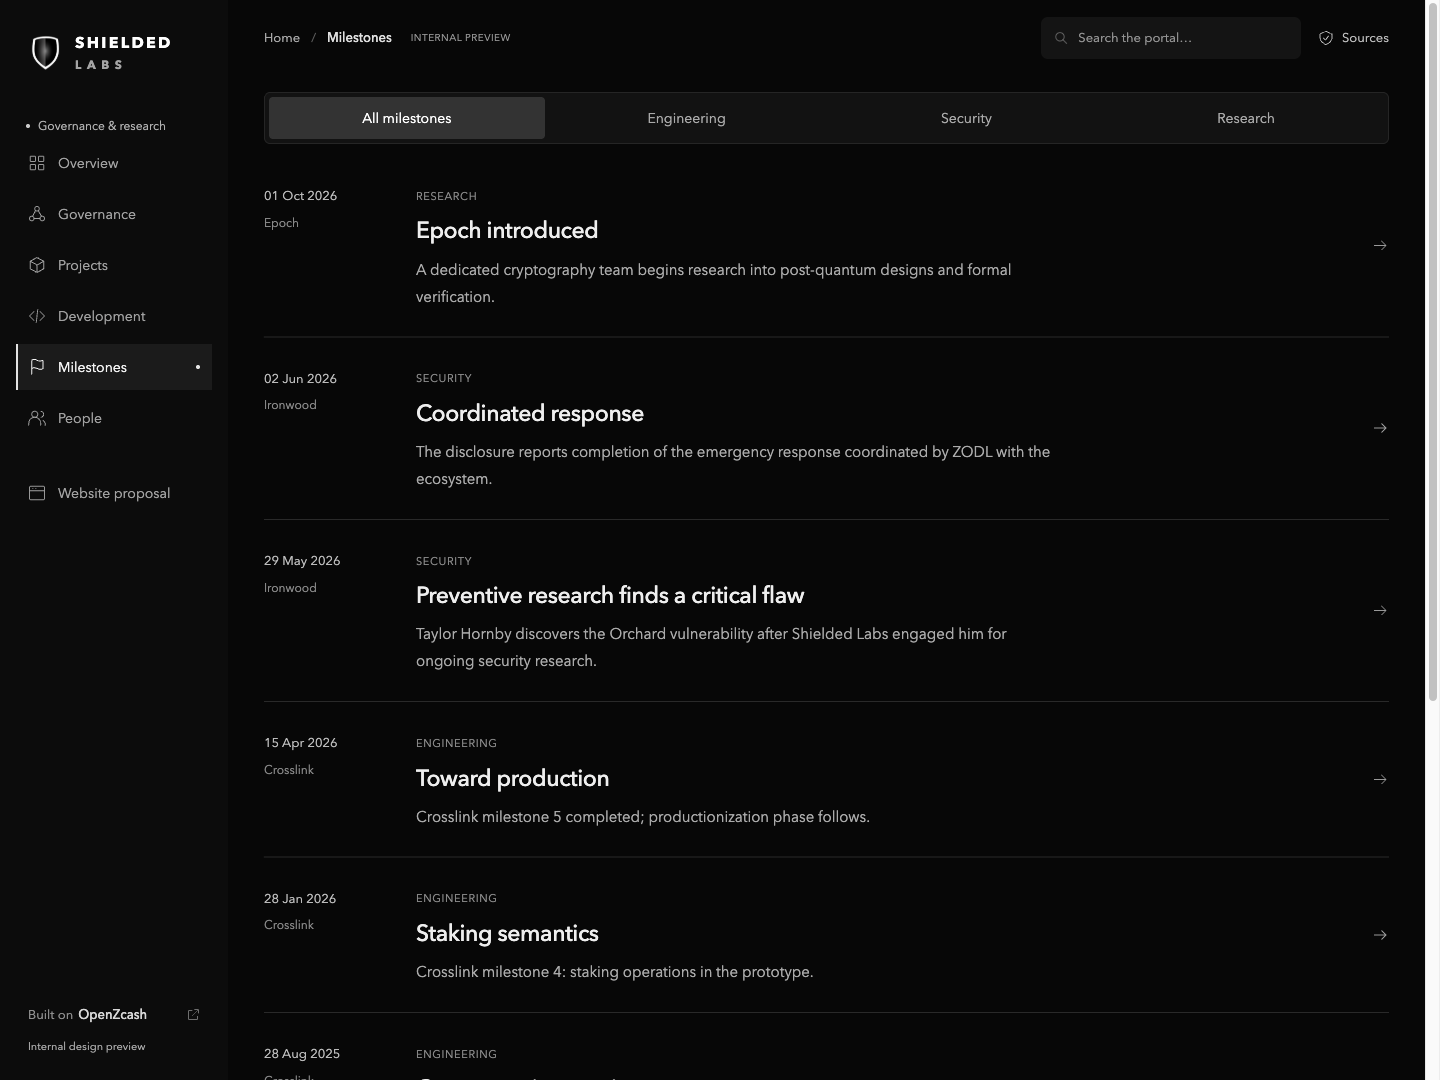 SHIELDED
LABS
Governance & research
Overview
Governance
Projects
Development
Milestones
People
Website proposal
Built on OpenZcash
Internal design preview
Home / Milestones INTERNAL PREVIEW
Search the portal...
Sources
All milestones
Engineering
Security
Research
01 Oct 2026
Epoch
RESEARCH
Epoch introduced
A dedicated cryptography team begins research into post-quantum designs and formal
verification.
02 Jun 2026
Ironwood
SECURITY
Coordinated response
The disclosure reports completion of the emergency response coordinated by ZODL with the
ecosystem.
29 May 2026
Ironwood
SECURITY
Preventive research finds a critical flaw
Taylor Hornby discovers the Orchard vulnerability after Shielded Labs engaged him for
ongoing security research.
15 Apr 2026
Crosslink
ENGINEERING
Toward production
Crosslink milestone 5 completed; productionization phase follows.
28 Jan 2026
Crosslink
ENGINEERING
Staking semantics
Crosslink milestone 4: staking operations in the prototype.
28 Aug 2025
ENGINEERING